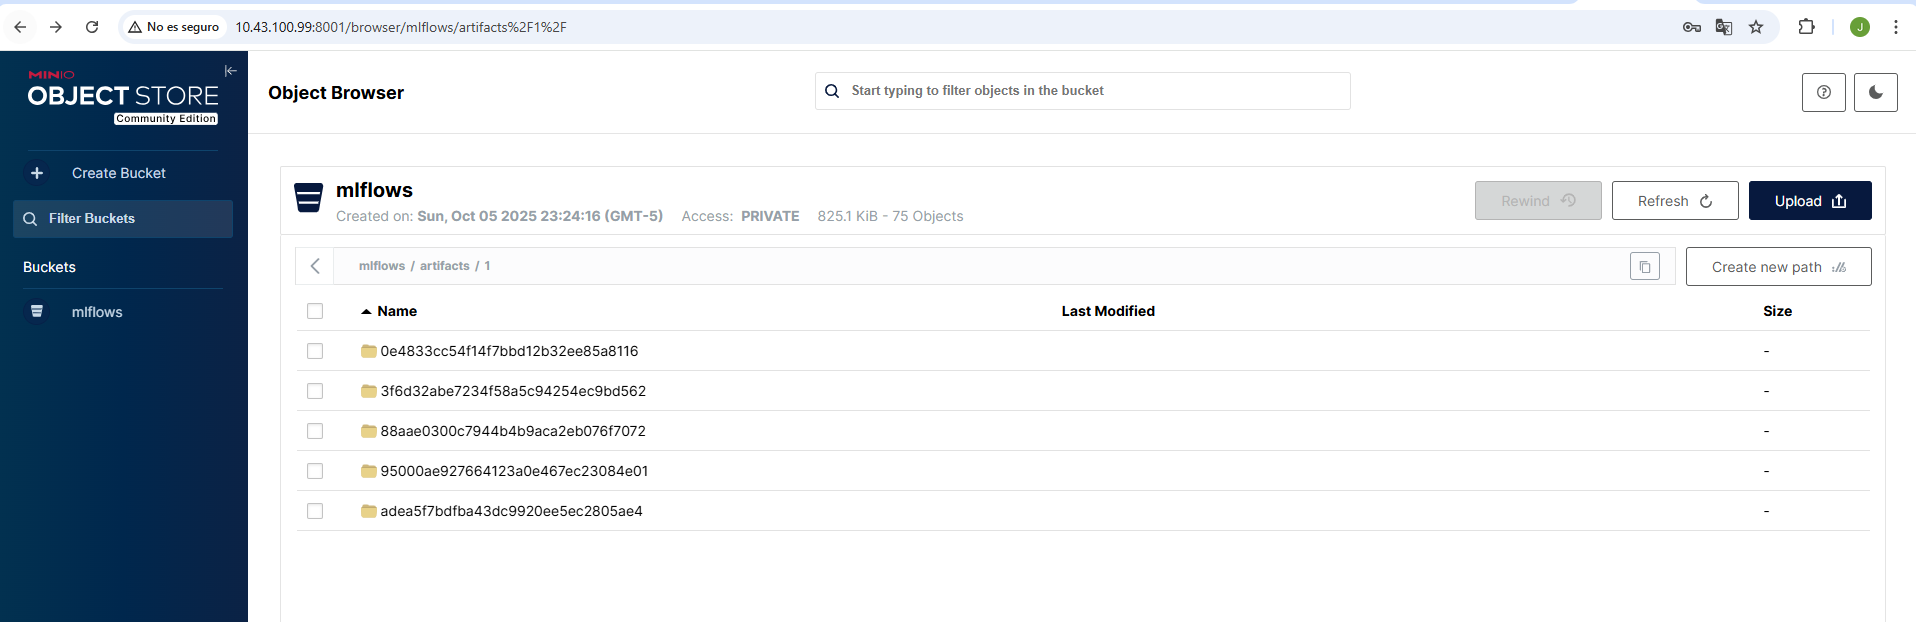 No es seguro
10.43.100.99:8001/browser/mlflows/artifacts%2F1%2F
J
MINIO
OBJECT STORE
Community Edition
Create Bucket
Filter Buckets
Buckets
mlflows
Object Browser
Start typing to filter objects in the bucket
mlflows
Created on: Sun, Oct 05 2025 23:24:16 (GMT-5) Access: PRIVATE 825.1 KiB - 75 Objects
Rewind
Refresh
Upload
mlflows / artifacts / 1
Create new path
Name Last Modified Size
0e4833cc54f14f7bbd12b32ee85a8116 -
3f6d32abe7234f58a5c94254ec9bd562 -
88aae0300c7944b4b9aca2eb076f7072 -
95000ae927664123a0e467ec23084e01 -
adea5f7bdfba43dc9920ee5ec2805ae4 -